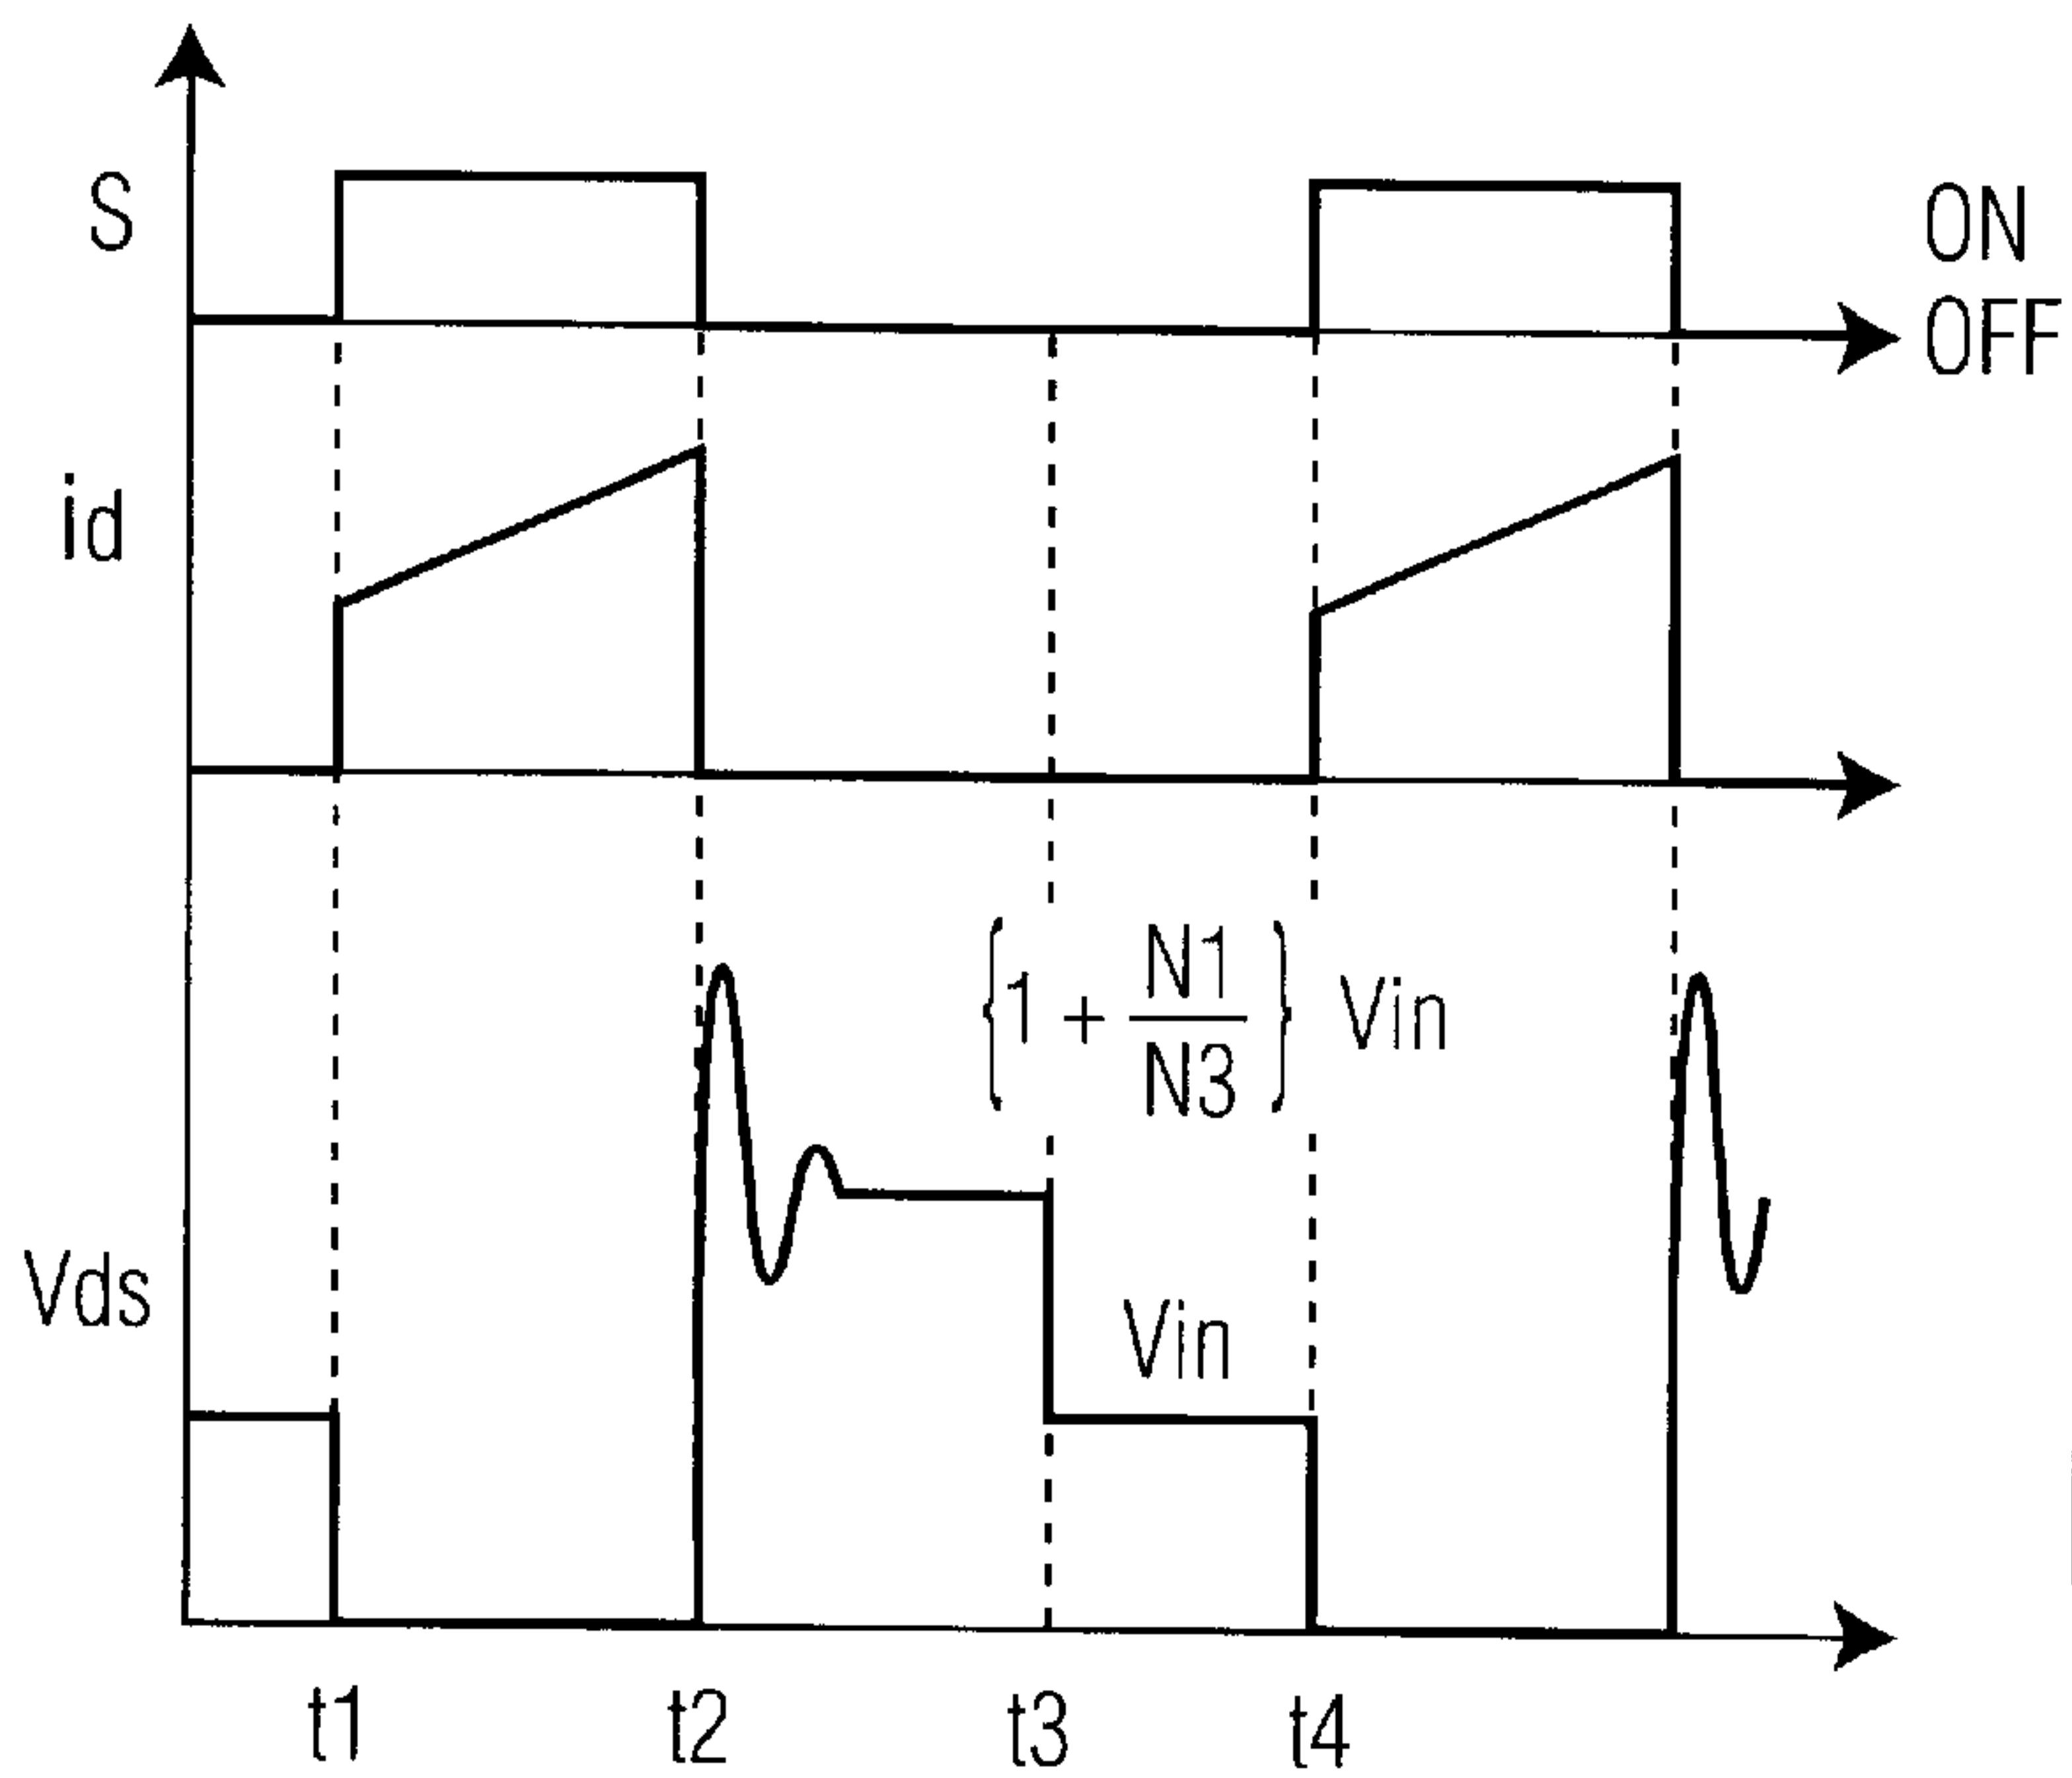 S
ON
OFF
id
{1 + N1/N3} Vin
Vds
Vin
t1 t2 t3 t4